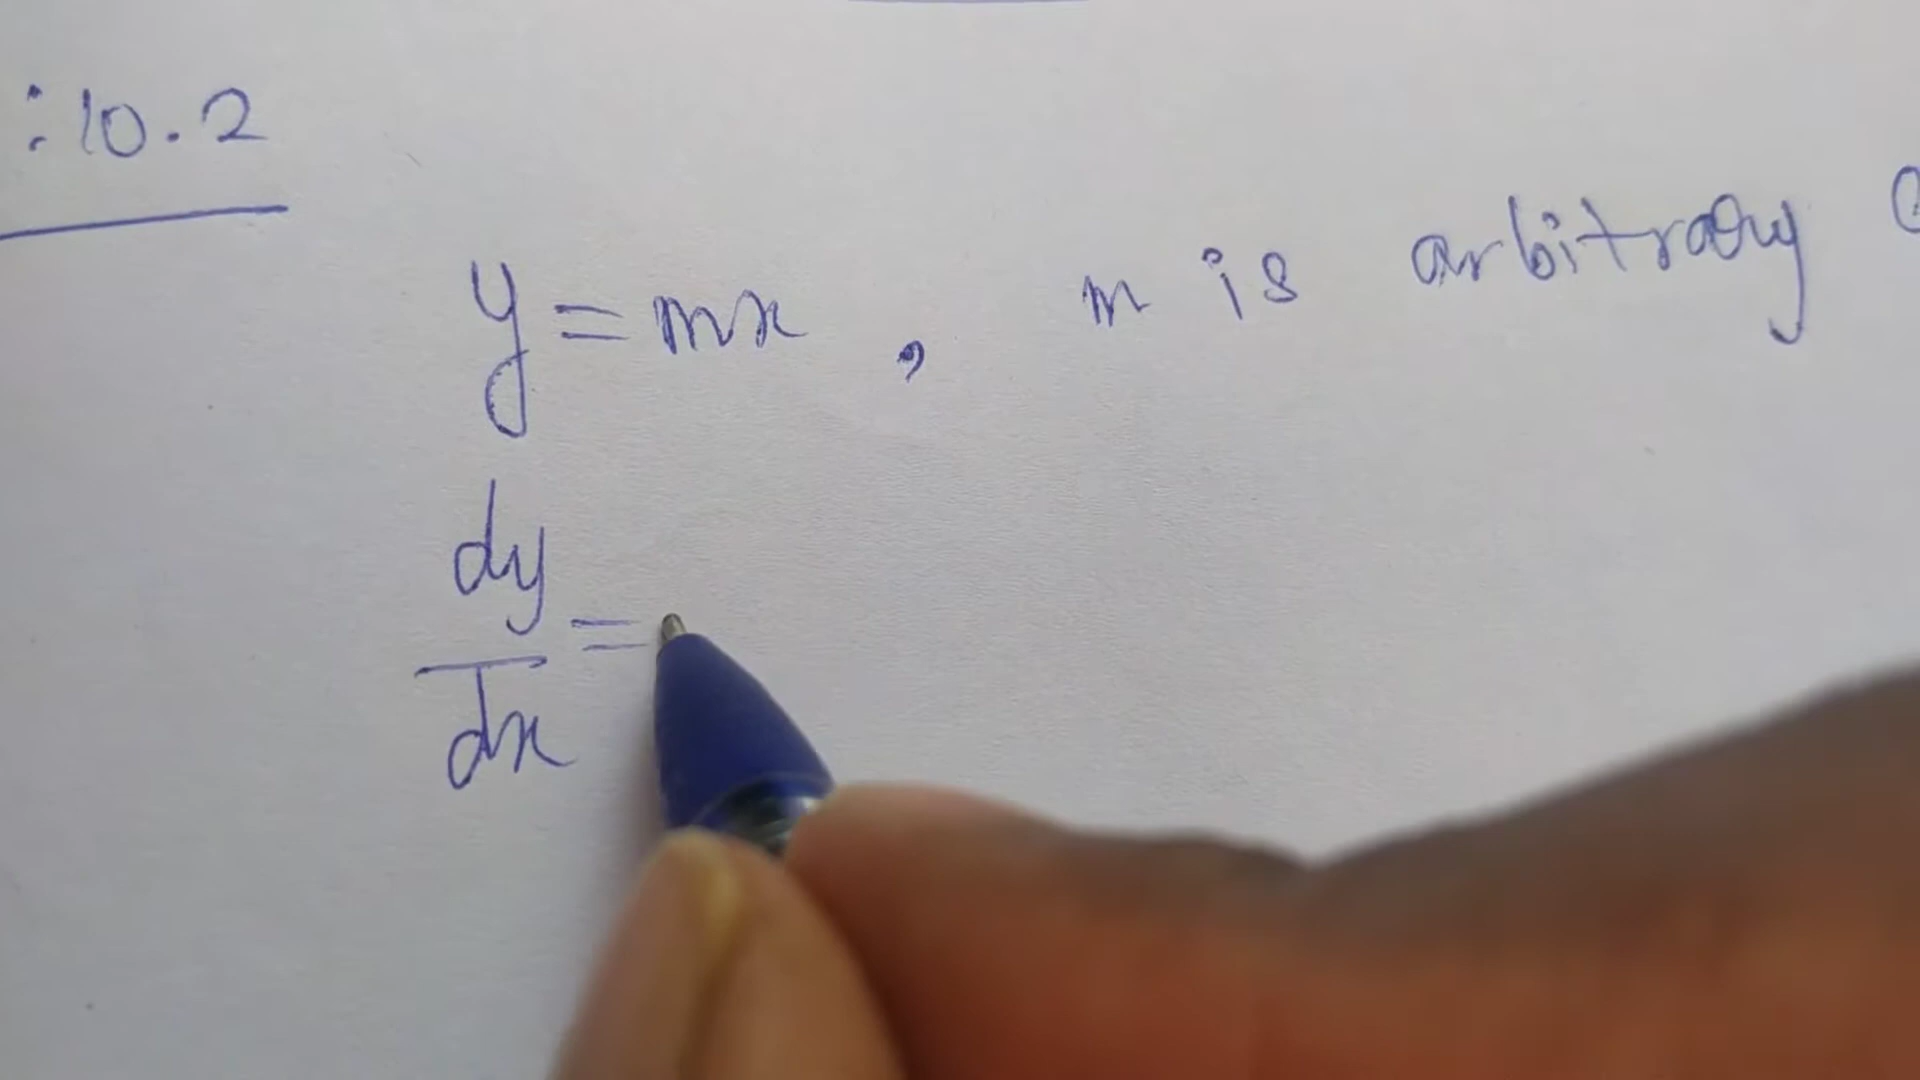 : 10.2
y = mx , m is arbitrary
dy/dx =